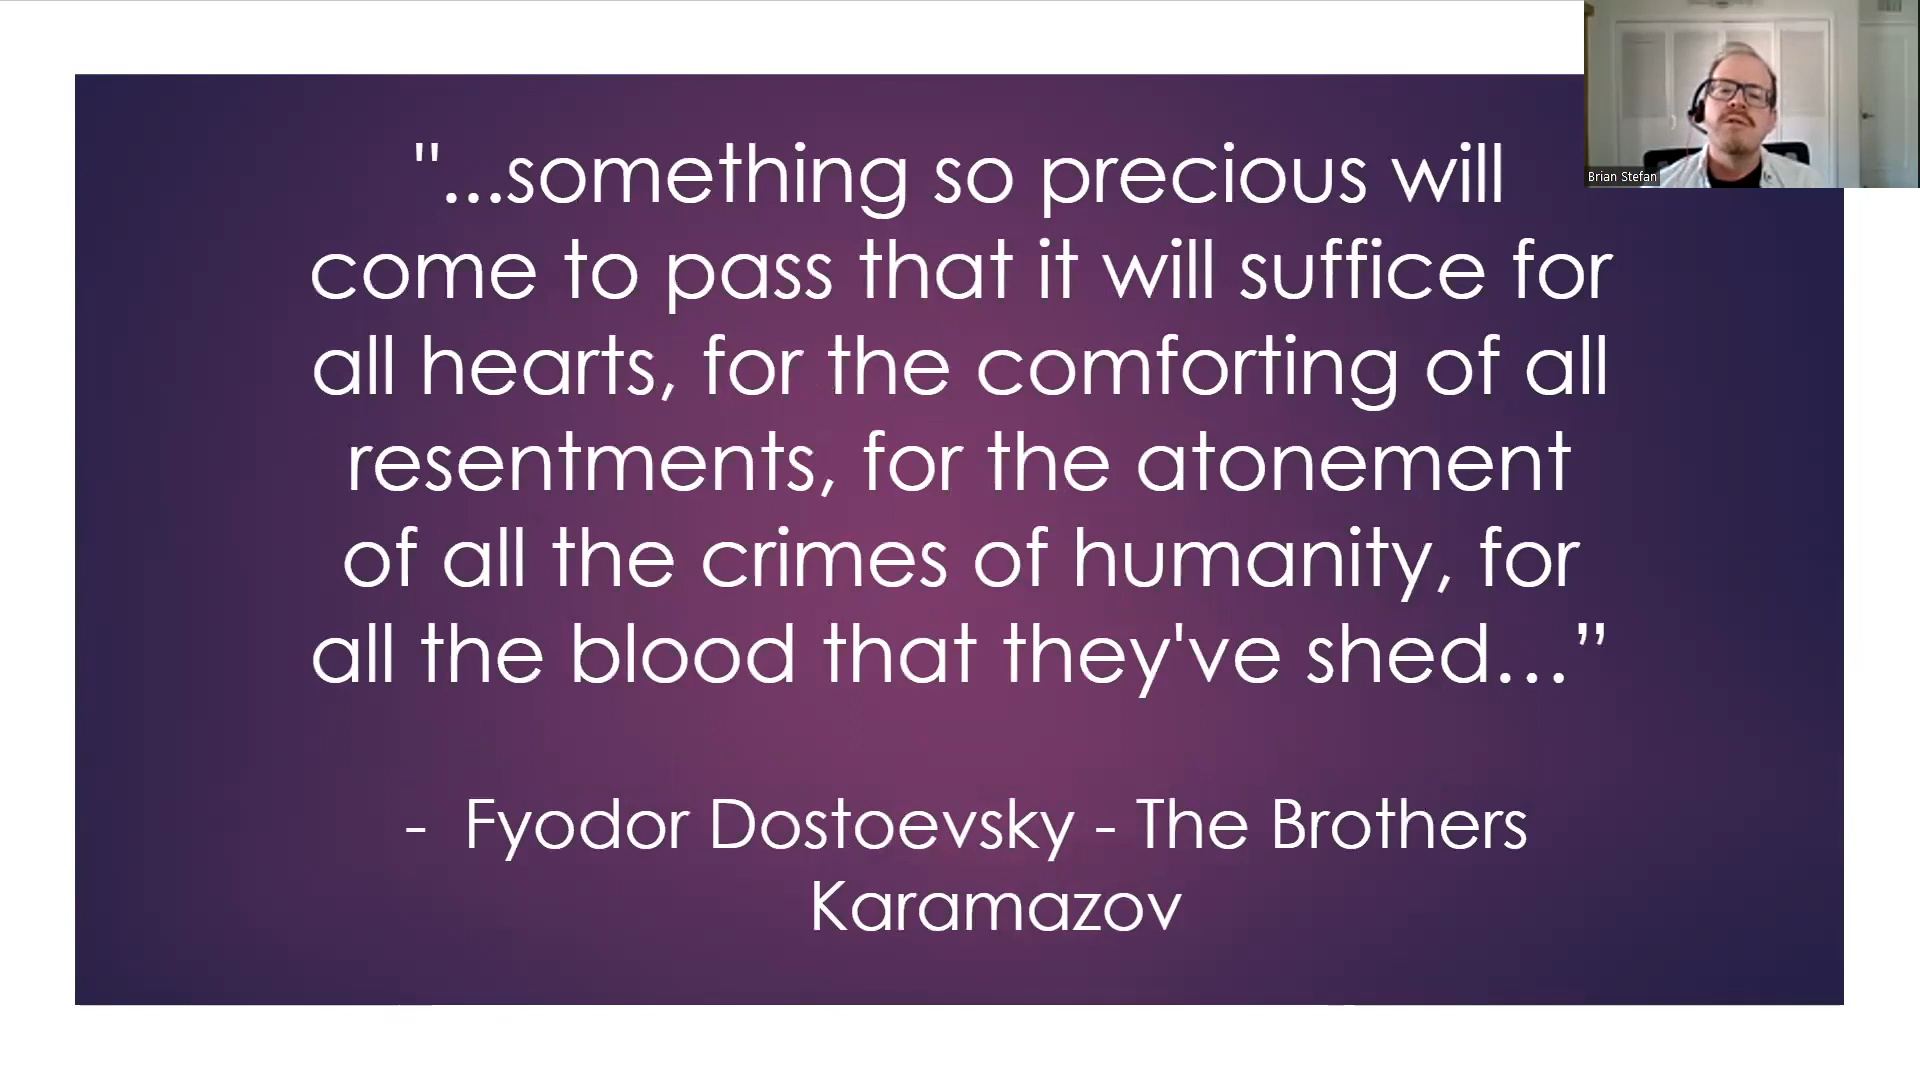 "...something so precious will
come to pass that it will suffice for
all hearts, for the comforting of all
resentments, for the atonement
of all the crimes of humanity, for
all the blood that they've shed…”
- Fyodor Dostoevsky - The Brothers
Karamazov
Brian Stefan